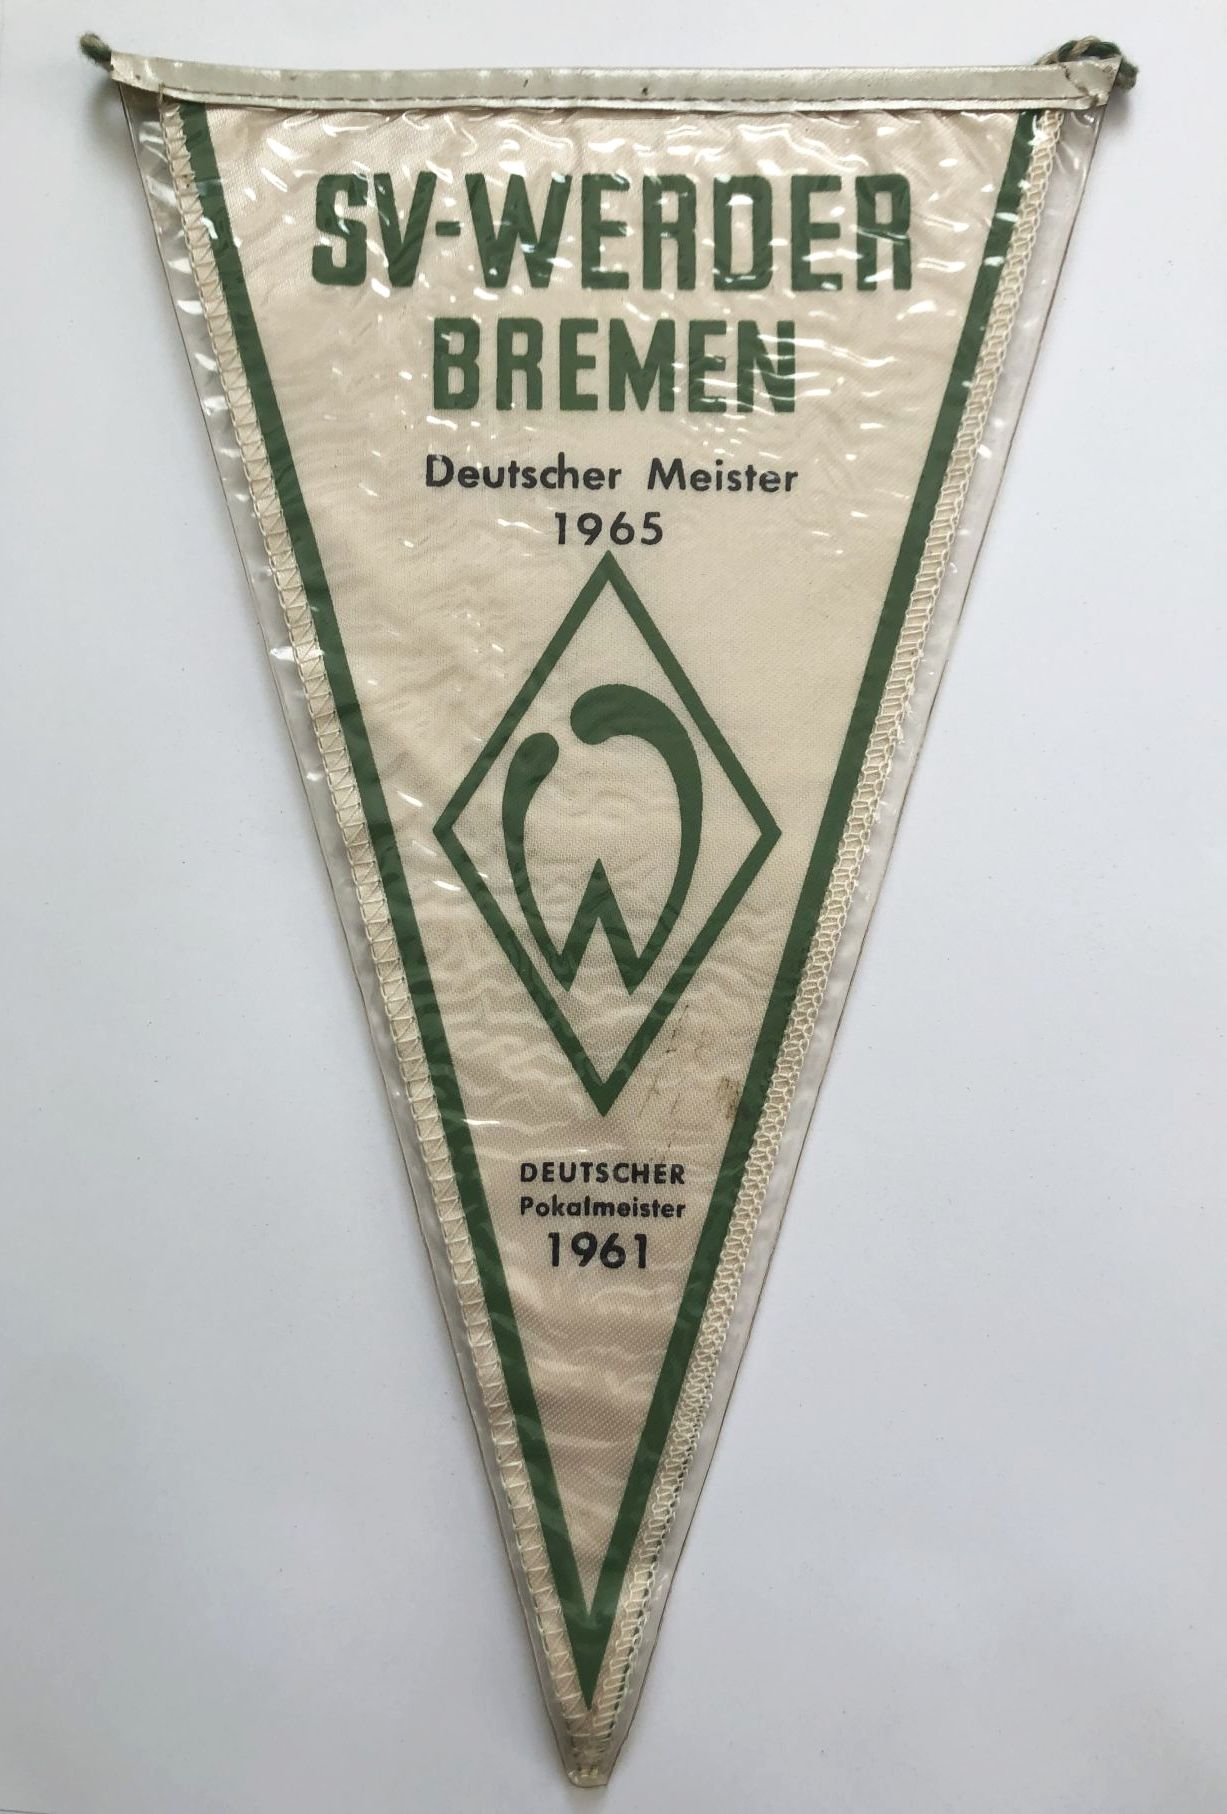 SV-WERDER
BREMEN
Deutscher Meister
1965
W
DEUTSCHER
Pokalmeister
1961